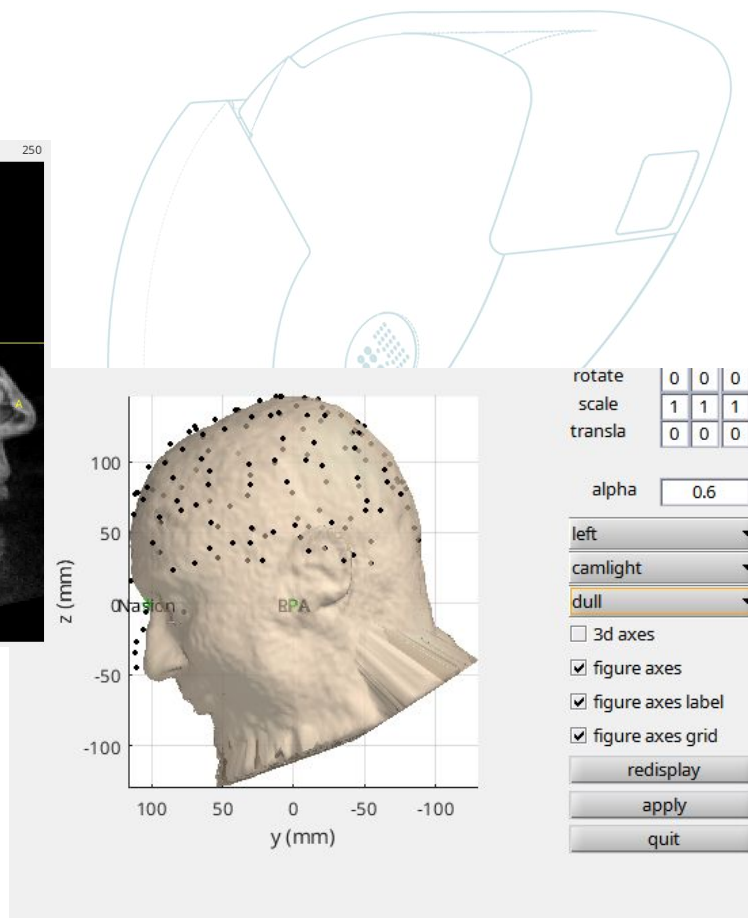 250
A
rotate 0 0 0
scale 1 1 1
transla 0 0 0
alpha 0.6
left
camlight
dull
3d axes
figure axes
figure axes label
figure axes grid
redisplay
apply
quit
100
50
0
-50
-100
z (mm)
Nasion
100 50 0 -50 -100
y (mm)